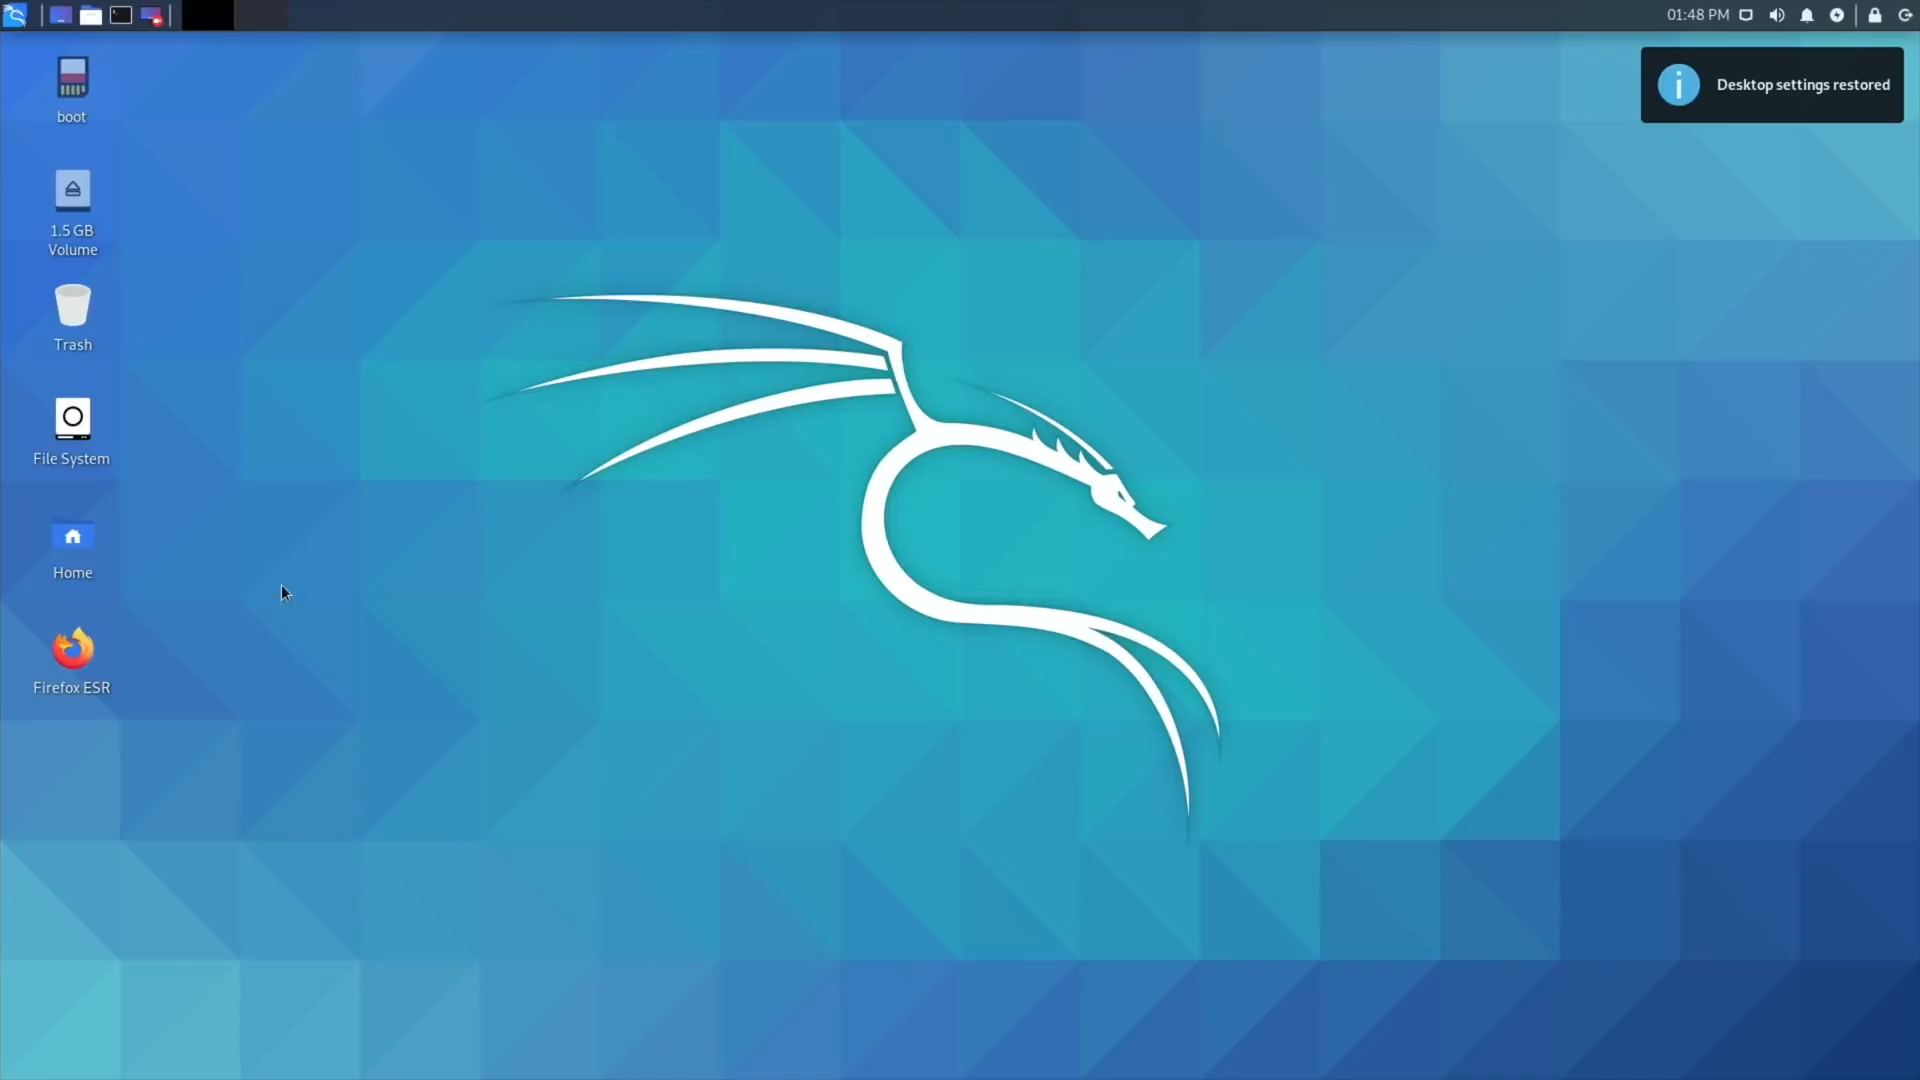 01:48 PM
Desktop settings restored
boot
1.5 GB
Volume
Trash
File System
Home
Firefox ESR